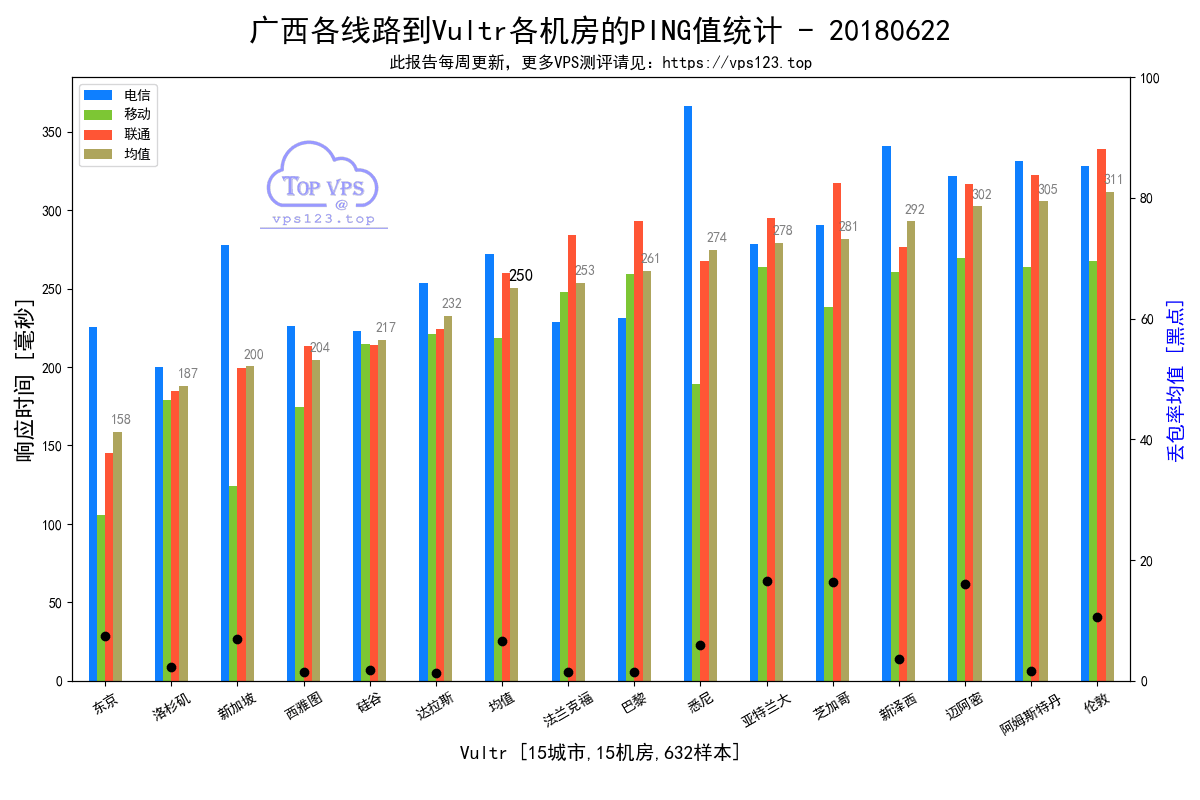 广西各线路到Vultr各机房的PING值统计 - 20180622
此报告每周更新，更多VPS测评请见：https://vps123.top
电信
移动
联通
均值
TOP VPS
@
vps123.top
响应时间 [毫秒]
350
300
250
200
150
100
50
0
158
187
200
204
217
232
250
253
261
274
278
281
292
302
305
311
100
80
60
40
20
0
丢包率均值 [黑点]
东京
洛杉矶
新加坡
西雅图
硅谷
达拉斯
均值
法兰克福
巴黎
悉尼
亚特兰大
芝加哥
新泽西
迈阿密
阿姆斯特丹
伦敦
Vultr [15城市,15机房,632样本]